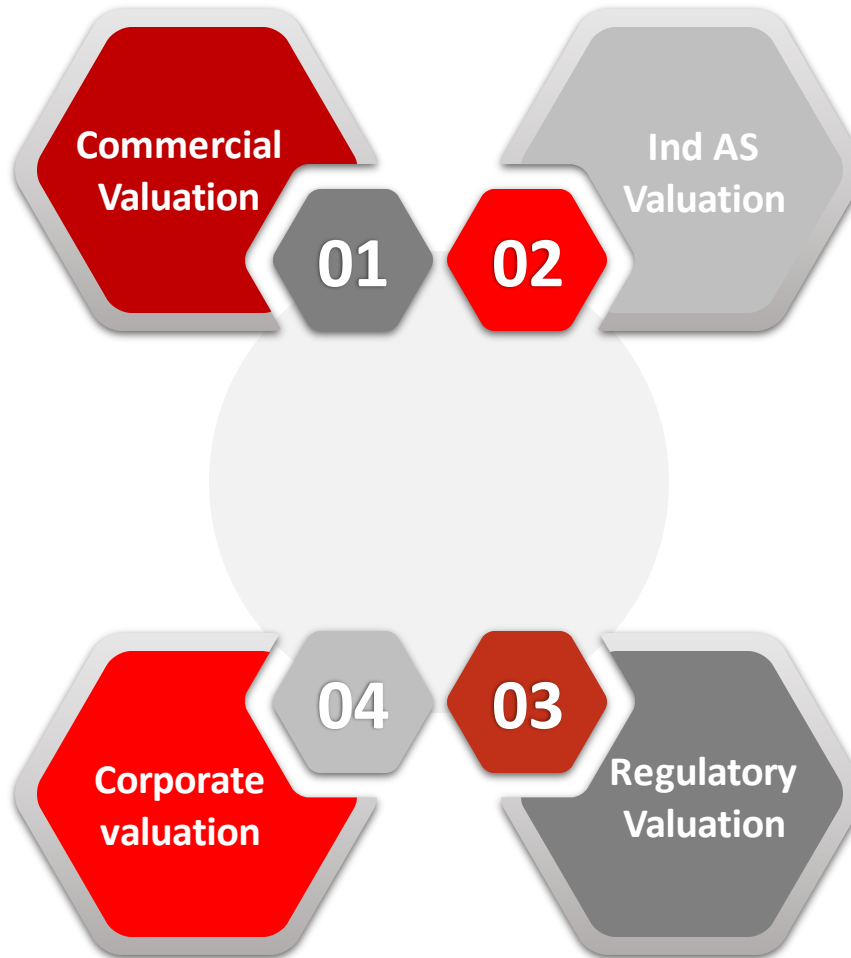 Commercial
Valuation
01
02
Ind AS
Valuation
04
03
Corporate
valuation
Regulatory
Valuation